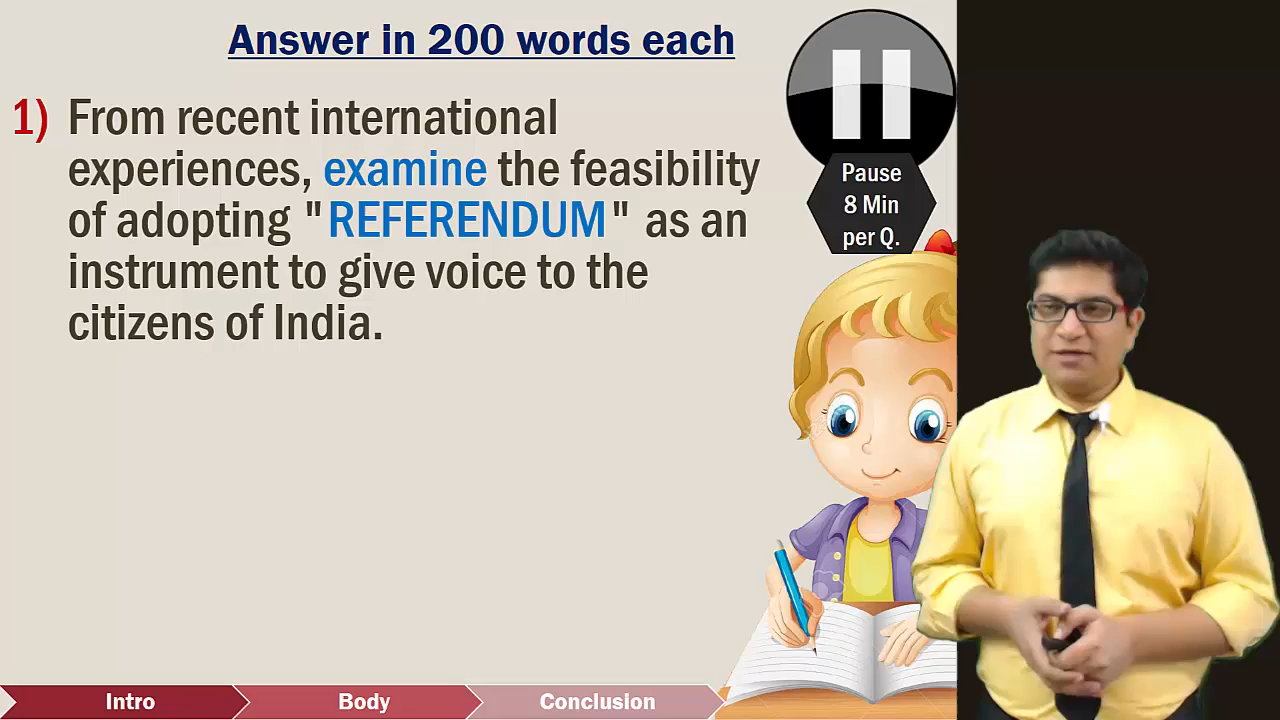 Answer in 200 words each
1) From recent international
experiences, examine the feasibility
of adopting "REFERENDUM" as an
instrument to give voice to the
citizens of India.
Pause
8 Min
per Q.
Intro
Body
Conclusion